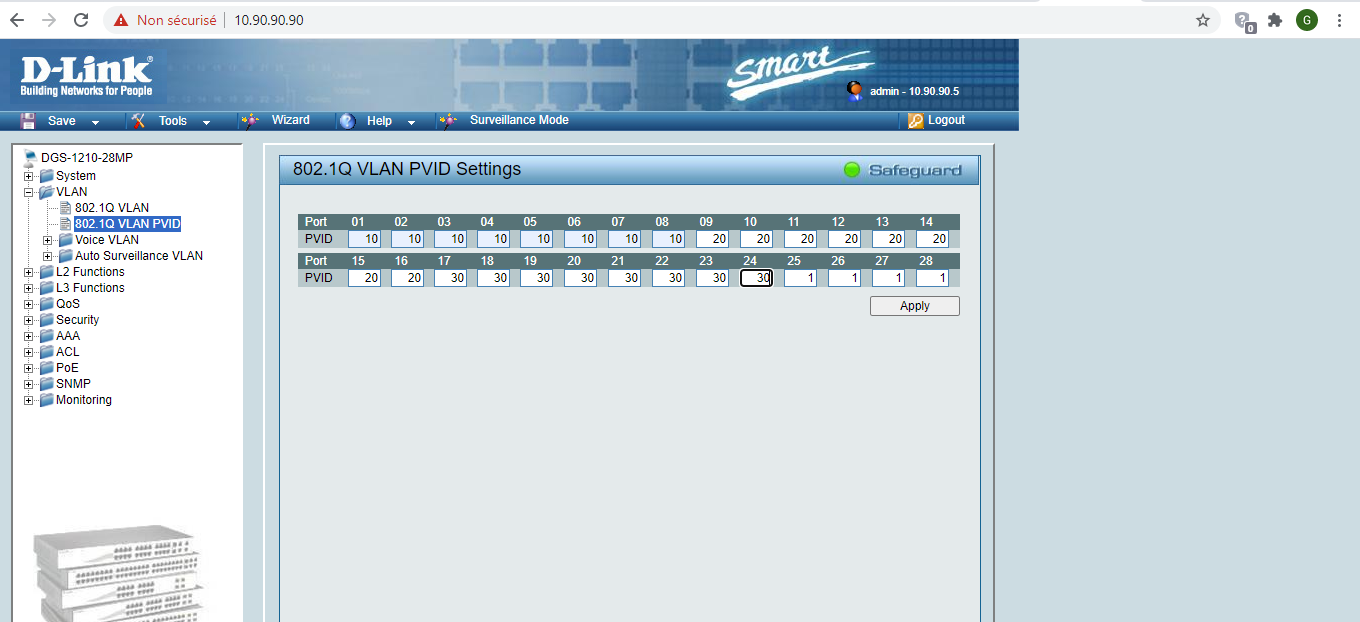 Non sécurisé | 10.90.90.90
G
0
D-Link®
Building Networks for People
smart
admin - 10.90.90.5
Save Tools Wizard Help Surveillance Mode Logout
DGS-1210-28MP
System
VLAN
802.1Q VLAN
802.1Q VLAN PVID
Voice VLAN
Auto Surveillance VLAN
L2 Functions
L3 Functions
QoS
Security
AAA
ACL
PoE
SNMP
Monitoring
802.1Q VLAN PVID Settings Safeguard
Port 01 02 03 04 05 06 07 08 09 10 11 12 13 14
PVID 10 10 10 10 10 10 10 10 20 20 20 20 20 20
Port 15 16 17 18 19 20 21 22 23 24 25 26 27 28
PVID 20 20 30 30 30 30 30 30 30 30 1 1 1 1
Apply